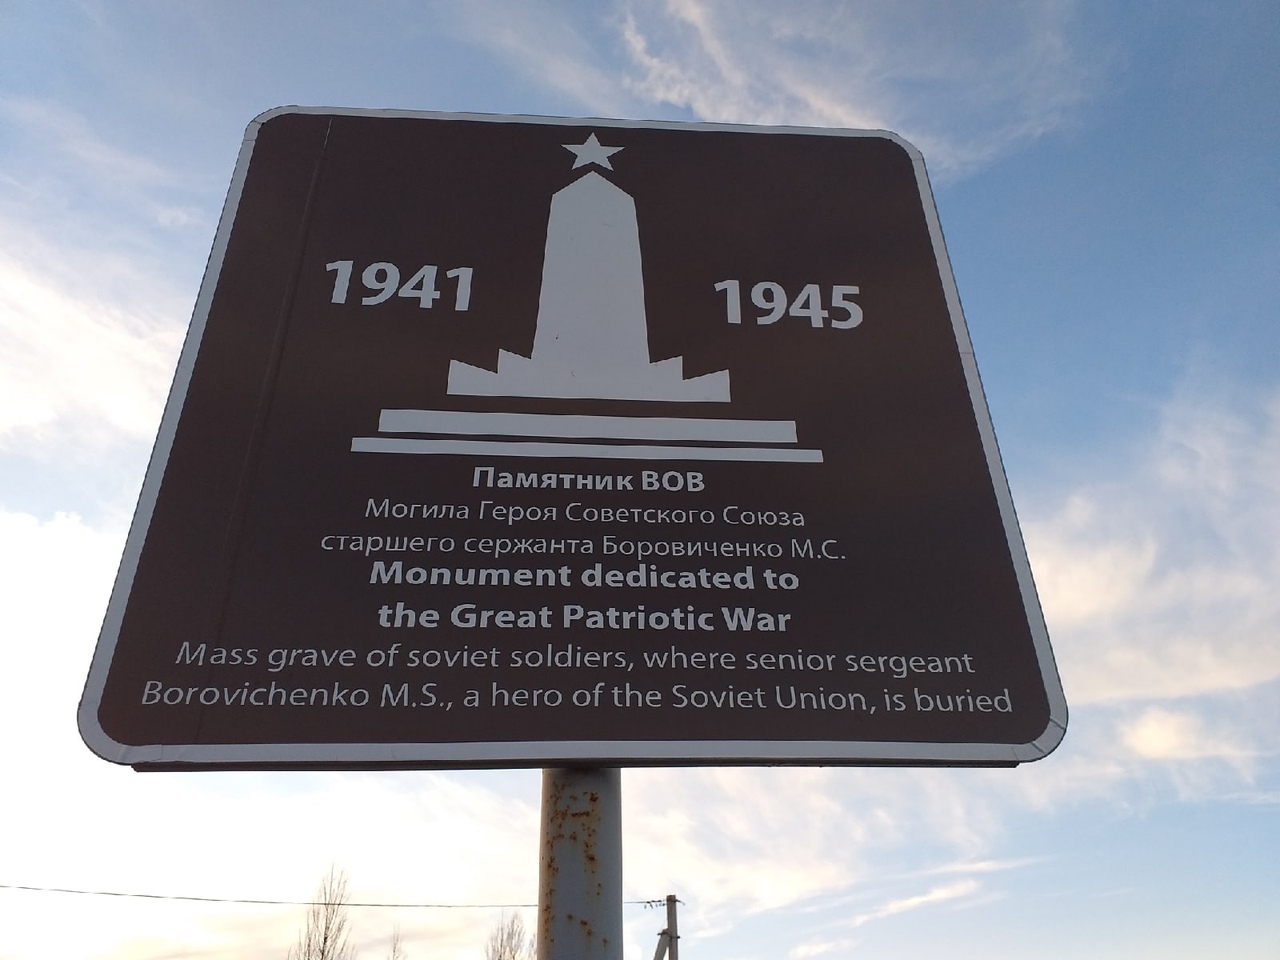 1941 1945
Памятник ВОВ
Могила Героя Советского Союза
старшего сержанта Боровиченко М.С.
Monument dedicated to
the Great Patriotic War
Mass grave of soviet soldiers, where senior sergeant
Borovichenko M.S., a hero of the Soviet Union, is buried